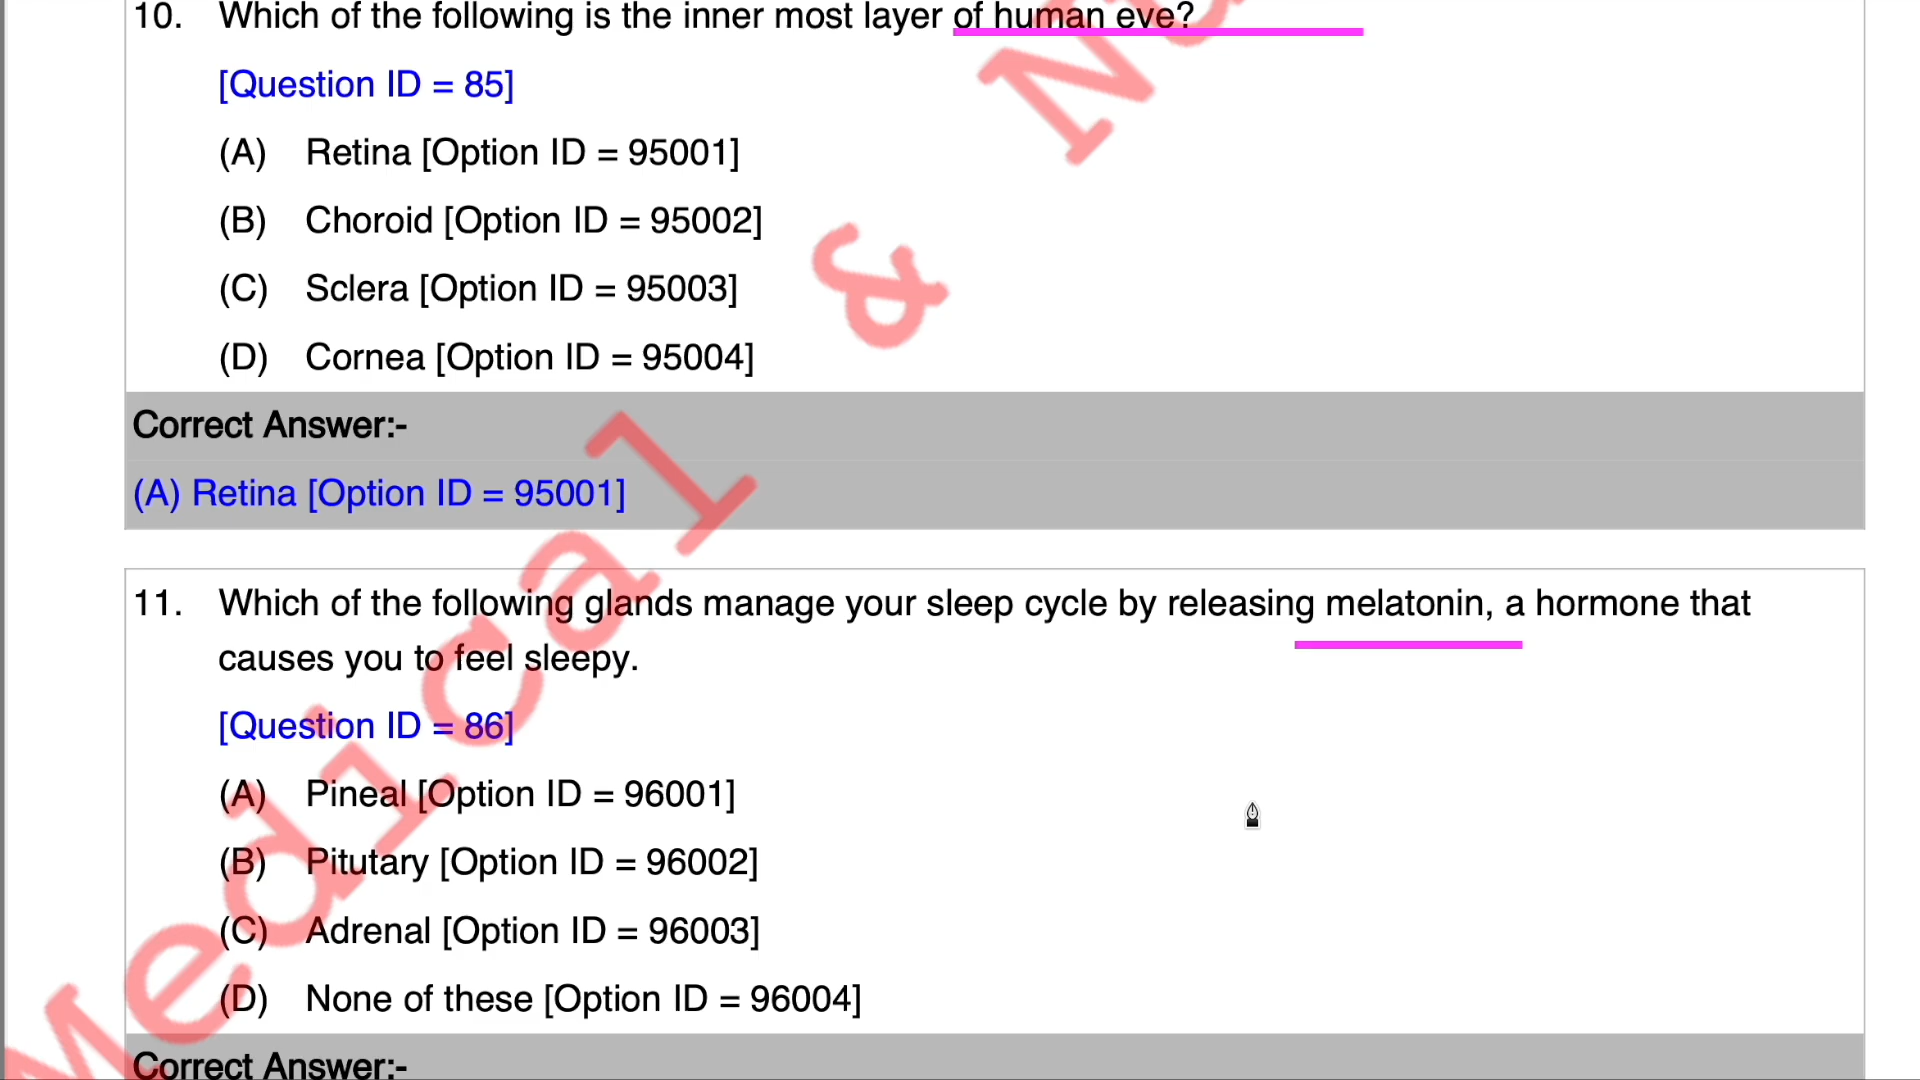 10. Which of the following is the inner most layer of human eye?
[Question ID = 85]
(A) Retina [Option ID = 95001]
(B) Choroid [Option ID = 95002]
(C) Sclera [Option ID = 95003]
(D) Cornea [Option ID = 95004]
Correct Answer:-
(A) Retina [Option ID = 95001]
11. Which of the following glands manage your sleep cycle by releasing melatonin, a hormone that
causes you to feel sleepy.
[Question ID = 86]
(A) Pineal [Option ID = 96001]
(B) Pitutary [Option ID = 96002]
(C) Adrenal [Option ID = 96003]
(D) None of these [Option ID = 96004]
Correct Answer:-
Medical &